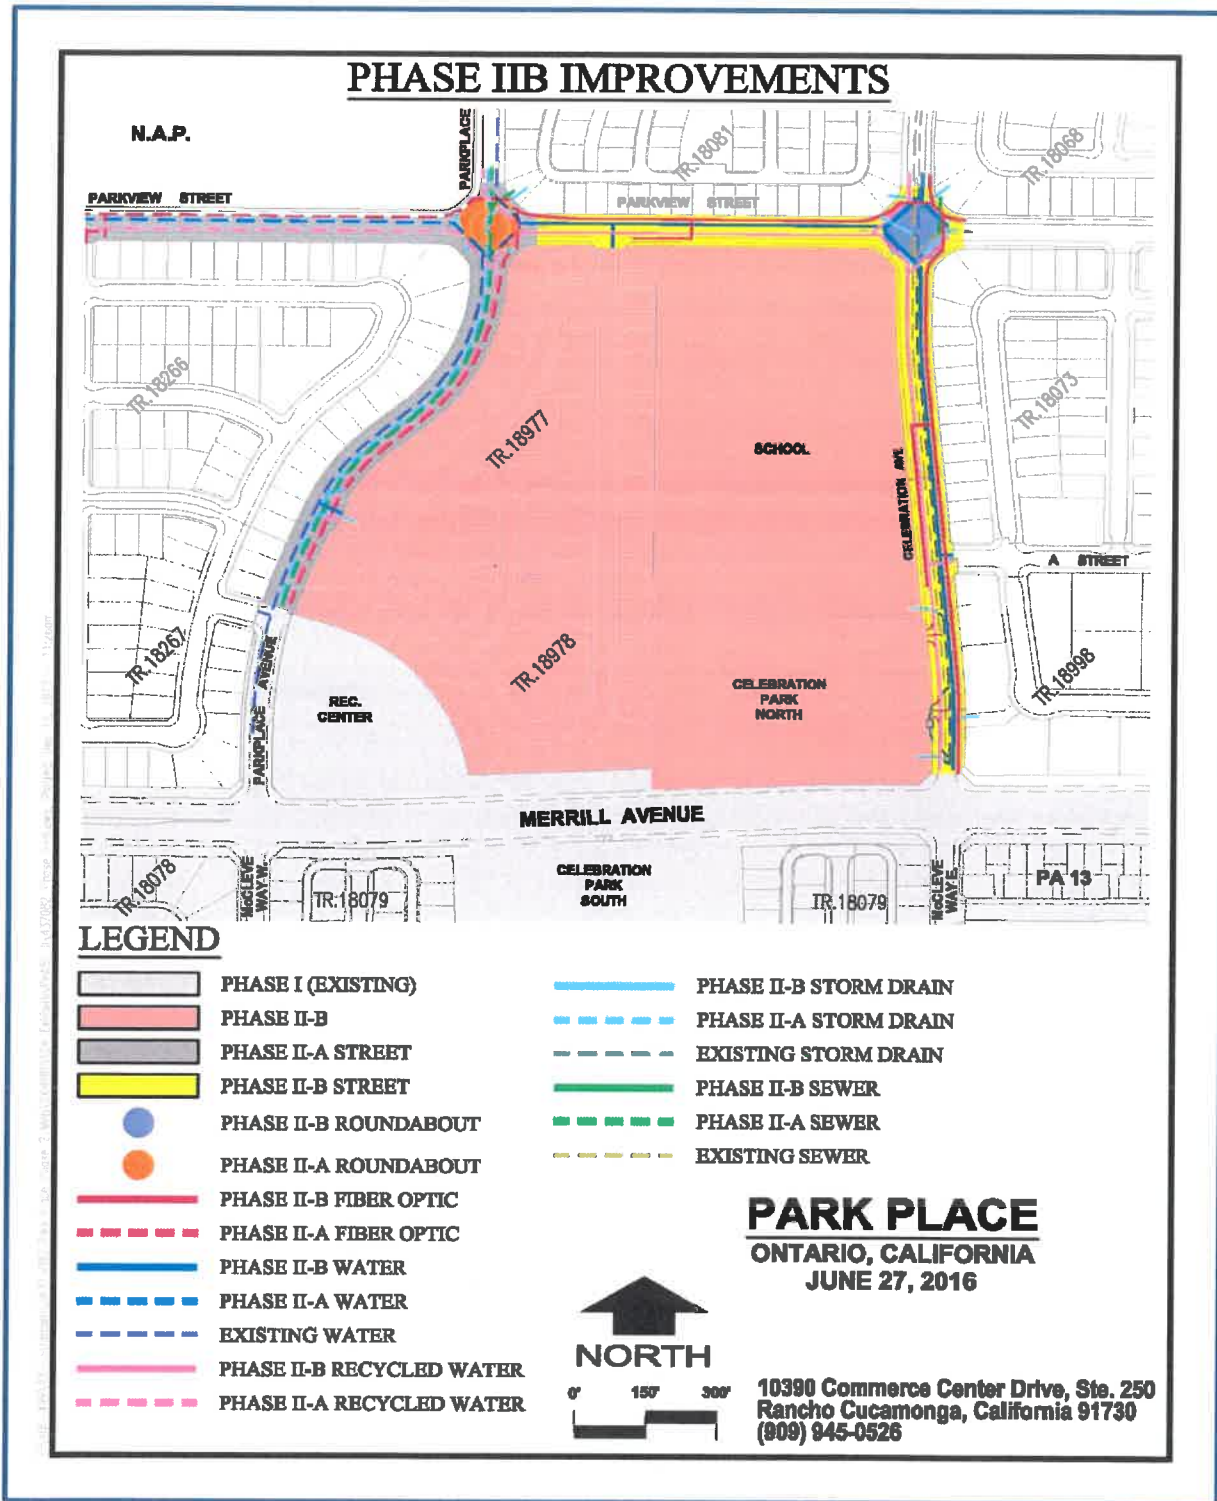 PHASE IIB IMPROVEMENTS
N.A.P.
PARKPLACE
TR.18081
TR.18068
PARKVIEW STREET
PARKVIEW STREET
TR.18266
TR.18977
SCHOOL
TR.18073
CELEBRATION AVE.
A STREET
TR.18267
TR.18978
TR.18998
PARKPLACE AVENUE
REC.
CENTER
CELEBRATION
PARK
NORTH
MERRILL AVENUE
TR.18078
McCLEVE
WAY W.
TR.18079
CELEBRATION
PARK
SOUTH
TR.18079
McCLEVE
WAY E.
PA 13
LEGEND
PHASE I (EXISTING)
PHASE II-B
PHASE II-A STREET
PHASE II-B STREET
PHASE II-B ROUNDABOUT
PHASE II-A ROUNDABOUT
PHASE II-B FIBER OPTIC
PHASE II-A FIBER OPTIC
PHASE II-B WATER
PHASE II-A WATER
EXISTING WATER
PHASE II-B RECYCLED WATER
PHASE II-A RECYCLED WATER
PHASE II-B STORM DRAIN
PHASE II-A STORM DRAIN
EXISTING STORM DRAIN
PHASE II-B SEWER
PHASE II-A SEWER
EXISTING SEWER
PARK PLACE
ONTARIO, CALIFORNIA
JUNE 27, 2016
NORTH
0' 150' 300'
10390 Commerce Center Drive, Ste. 250
Rancho Cucamonga, California 91730
(909) 945-0526